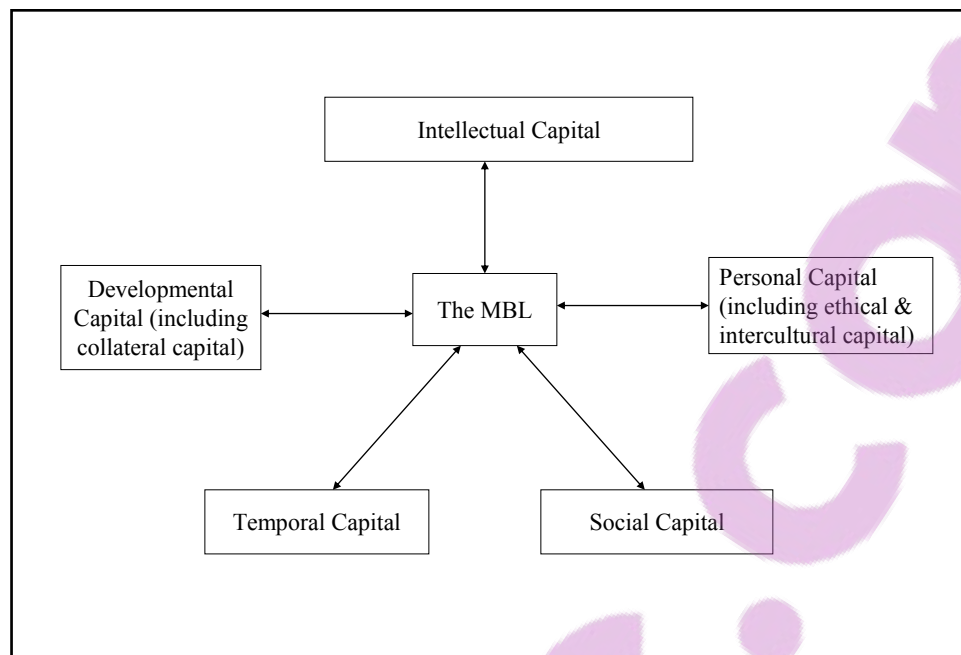 Intellectual Capital
Developmental
Capital (including
collateral capital)
The MBL
Personal Capital
(including ethical &
intercultural capital)
Temporal Capital
Social Capital